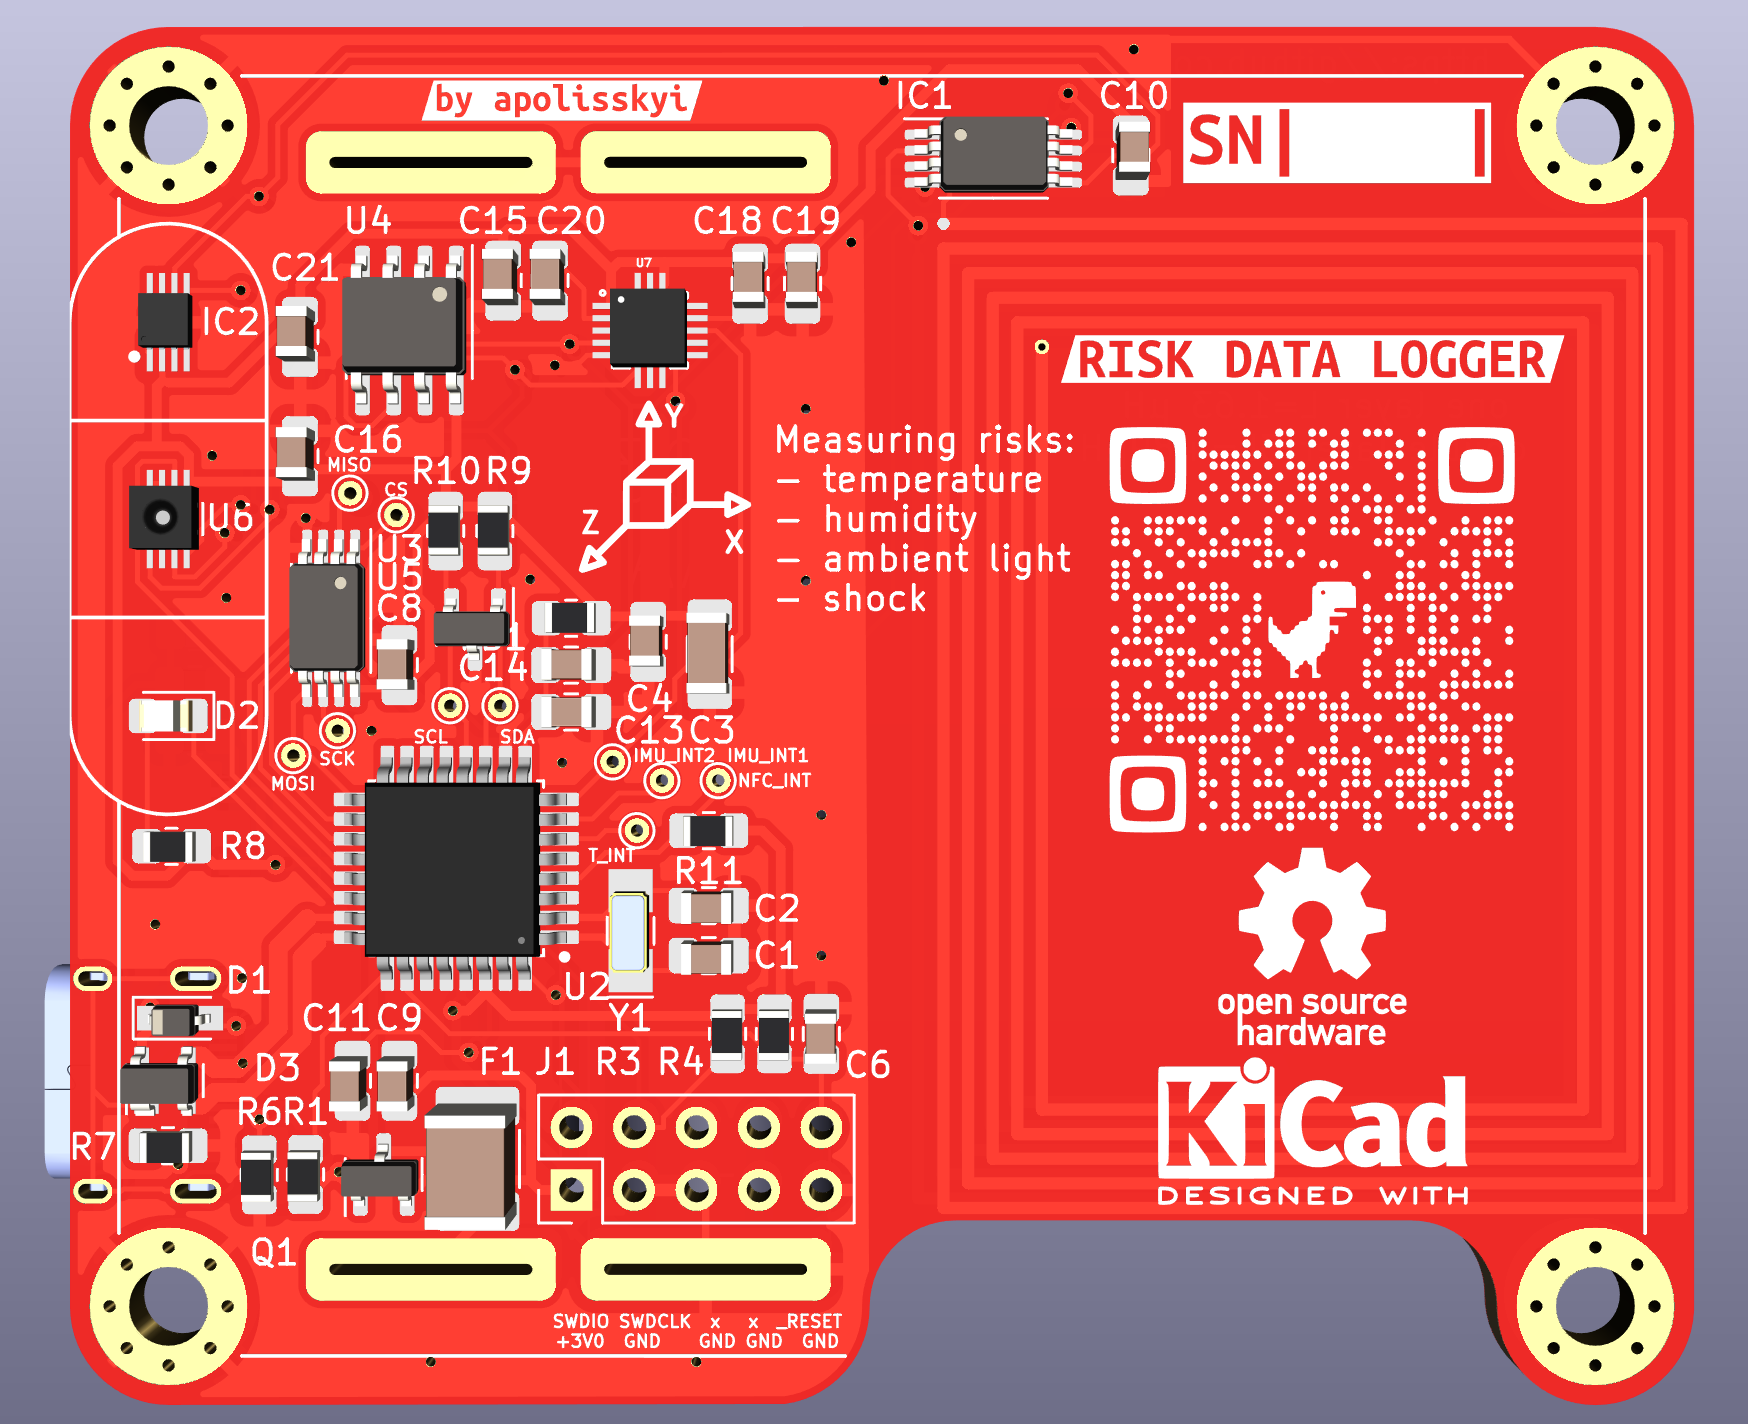 by apolisskyi
IC1
C10
SN
U4
C15
C20
C18
C19
C21
U7
IC2
RISK DATA LOGGER
C16
MISO
CS
R10
R9
Y
Z
X
Measuring risks:
- temperature
- humidity
- ambient light
- shock
U6
U3
U5
C8
C14
C4
C13
C3
D2
SCL
SDA
SCK
MOSI
IMU_INT2
IMU_INT1
NFC_INT
T_INT
R8
R11
C2
C1
U2
Y1
D1
C11
C9
D3
F1
J1
R3
R4
C6
R6
R1
R7
Q1
open source
hardware
KiCad
DESIGNED WITH
SWDIO SWDCLK x x _RESET
+3V0 GND GND GND GND